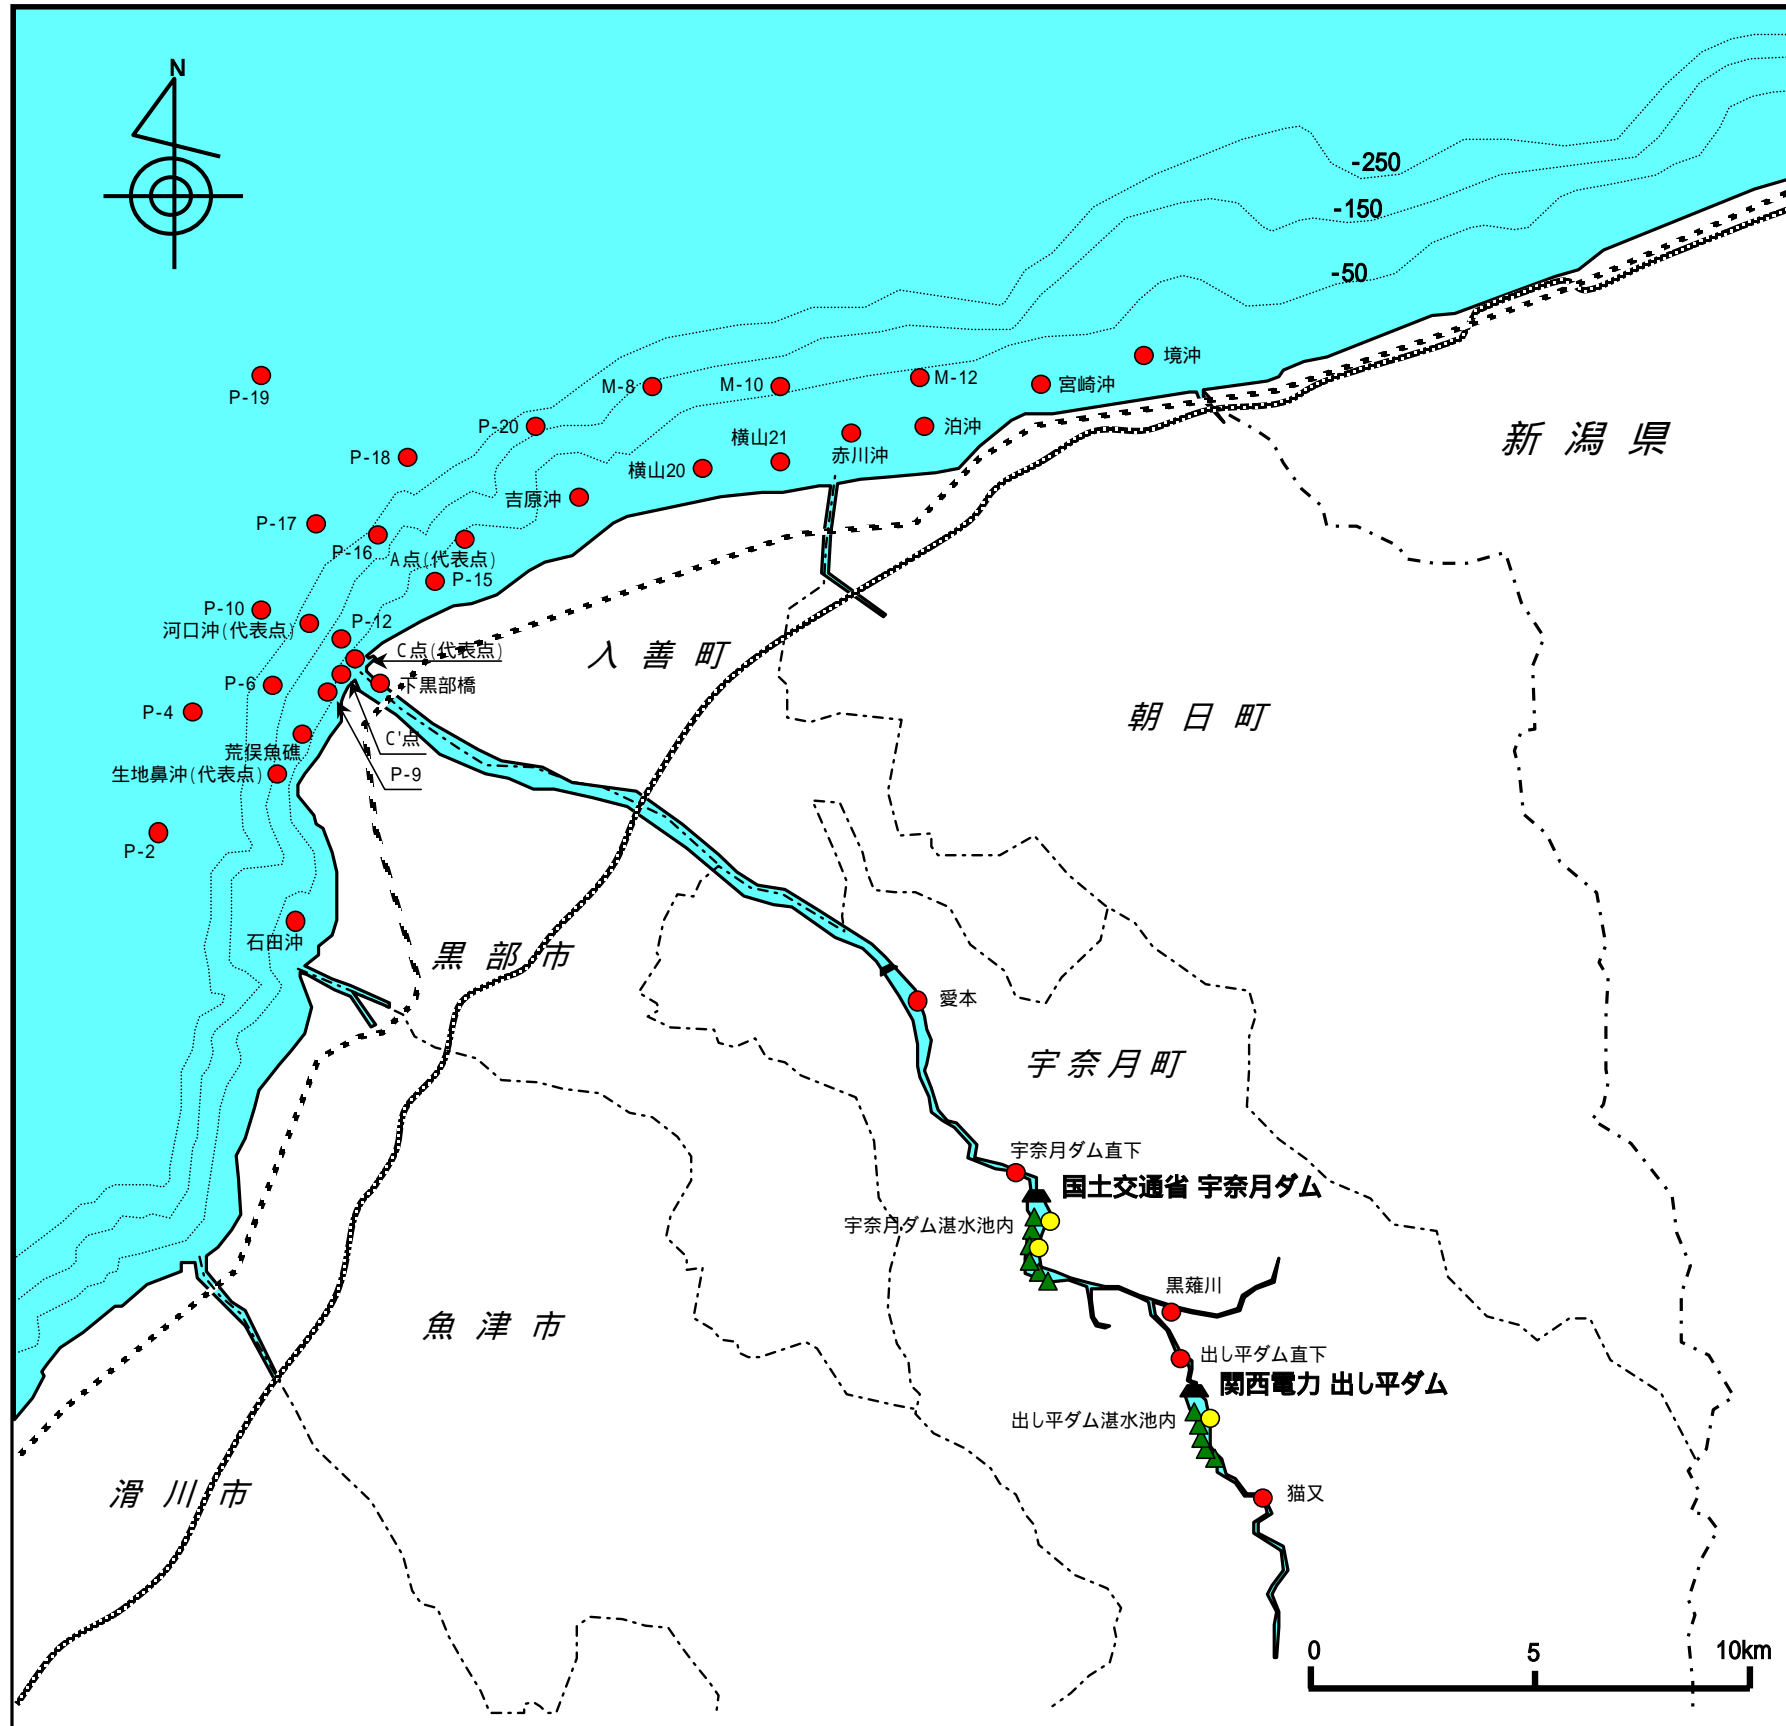 N
-250
-150
-50
境沖
宮崎沖
M-12
M-10
M-8
P-19
P-20
泊沖
新潟県
横山21
赤川沖
P-18
横山20
吉原沖
P-17
P-16
A点(代表点)
P-15
P-10
P-12
河口沖(代表点)
C点(代表点)
入善町
P-6
下黒部橋
P-4
朝日町
C'点
荒俣魚礁
生地鼻沖(代表点)
P-9
P-2
石田沖
黒部市
愛本
宇奈月町
宇奈月ダム直下
国土交通省 宇奈月ダム
宇奈月ダム湛水池内
黒薙川
魚津市
出し平ダム直下
関西電力 出し平ダム
出し平ダム湛水池内
滑川市
猫又
0 5 10km